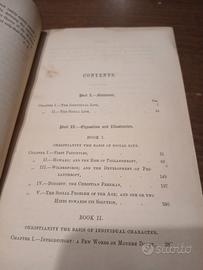 CONTENTS.
Part I.—Statement.
PAGE
CHAPTER I.—THE INDIVIDUAL LIFE,
„ II.—THE SOCIAL LIFE,
Part II.—Exposition and Illustration.
BOOK I.
CHRISTIANITY THE BASIS OF SOCIAL LIFE.
CHAPTER I.—FIRST PRINCIPLES,
„ II.—HOWARD; AND THE RISE OF PHILANTHROPY,
„ III.—WILBERFORCE; AND THE DEVELOPMENT OF PHILANTHROPY,
„ IV.—BUDGETT; THE CHRISTIAN FREEMAN,
„ V.—THE SOCIAL PROBLEM OF THE AGE; AND ONE OR TWO
HINTS TOWARDS ITS SOLUTION,
BOOK II.
CHRISTIANITY THE BASIS OF INDIVIDUAL CHARACTER.
CHAPTER I.—INTRODUCTORY: A FEW WORDS ON MODERN
subito